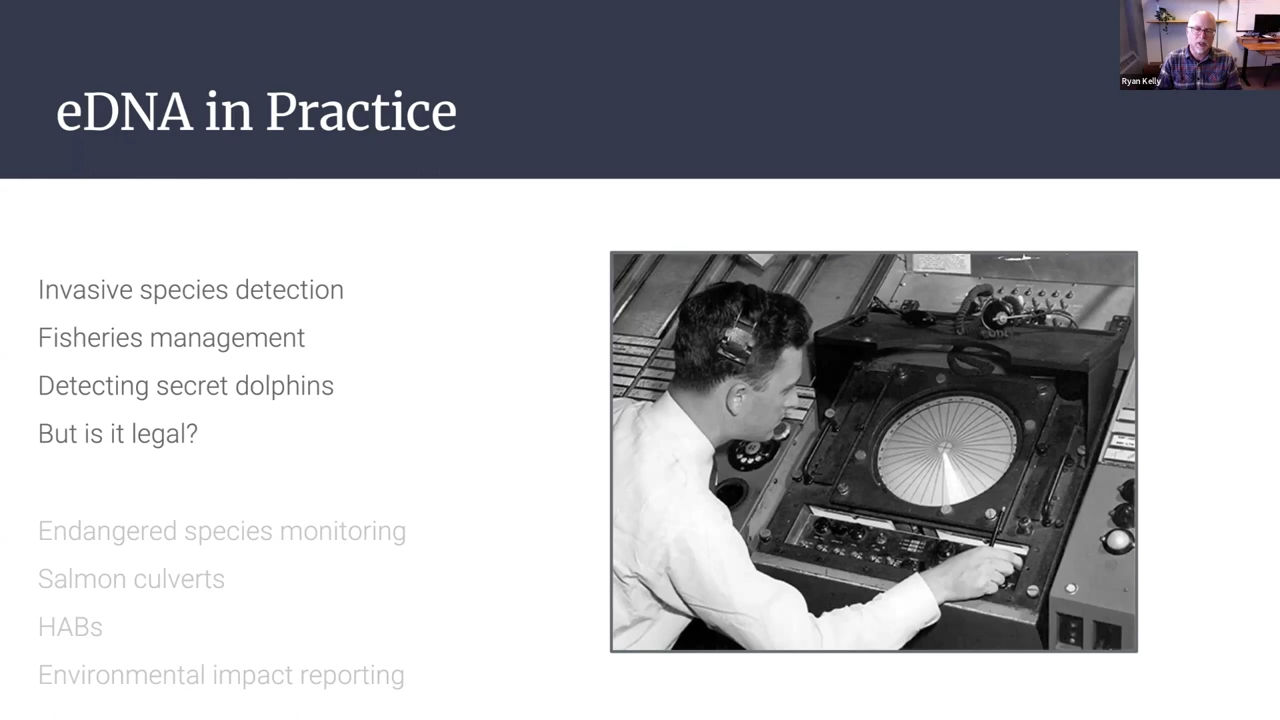 eDNA in Practice
Ryan Kelly
Invasive species detection
Fisheries management
Detecting secret dolphins
But is it legal?
Endangered species monitoring
Salmon culverts
HABs
Environmental impact reporting